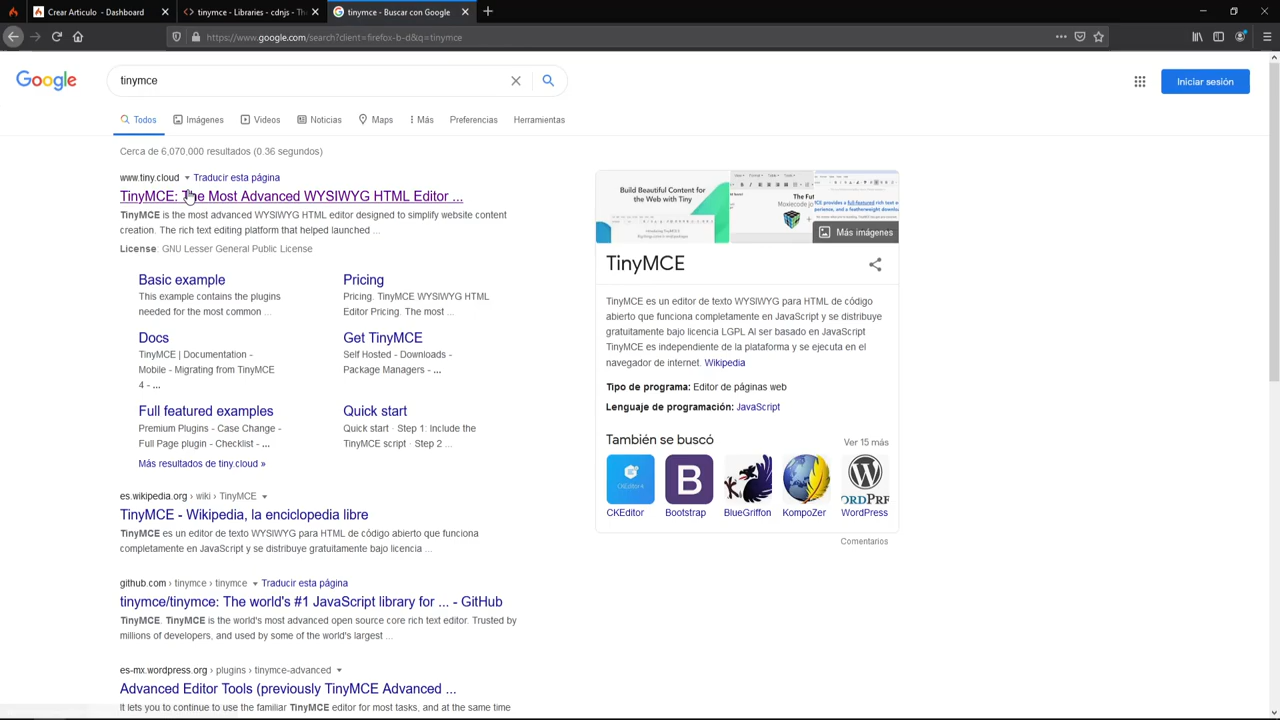 Crear Articulo - Dashboard
tinymce - Libraries - cdnjs - The
tinymce - Buscar con Google
https://www.google.com/search?client=firefox-b-d&q=tinymce
Google
tinymce
Iniciar sesión
Todos
Imágenes
Videos
Noticias
Maps
Más
Preferencias
Herramientas
Cerca de 6,070,000 resultados (0.36 segundos)
www.tiny.cloud
Traducir esta página
TinyMCE: The Most Advanced WYSIWYG HTML Editor ...
TinyMCE is the most advanced WYSIWYG HTML editor designed to simplify website content
creation. The rich text editing platform that helped launched ...
License GNU Lesser General Public License
Basic example
This example contains the plugins
needed for the most common ...
Pricing
Pricing. TinyMCE WYSIWYG HTML
Editor Pricing. The most ...
Docs
TinyMCE | Documentation -
Mobile - Migrating from TinyMCE
4 - ...
Get TinyMCE
Self Hosted - Downloads -
Package Managers - ...
Full featured examples
Premium Plugins - Case Change -
Full Page plugin - Checklist - ...
Quick start
Quick start · Step 1: Include the
TinyMCE script · Step 2 ...
Más resultados de tiny.cloud »
es.wikipedia.org › wiki › TinyMCE
TinyMCE - Wikipedia, la enciclopedia libre
TinyMCE es un editor de texto WYSIWYG para HTML de código abierto que funciona
completamente en JavaScript y se distribuye gratuitamente bajo licencia ...
github.com › tinymce › tinymce
Traducir esta página
tinymce/tinymce: The world's #1 JavaScript library for ... - GitHub
TinyMCE. TinyMCE is the world's most advanced open source core rich text editor. Trusted by
millions of developers, and used by some of the world's largest ...
es-mx.wordpress.org › plugins › tinymce-advanced
Advanced Editor Tools (previously TinyMCE Advanced ...
It lets you to continue to use the familiar TinyMCE editor for most tasks, and at the same time
Build Beautiful Content for
the Web with Tiny
The Futu
Moxiecode jo
Más imágenes
TinyMCE
TinyMCE es un editor de texto WYSIWYG para HTML de código
abierto que funciona completamente en JavaScript y se distribuye
gratuitamente bajo licencia LGPL Al ser basado en JavaScript
TinyMCE es independiente de la plataforma y se ejecuta en el
navegador de internet. Wikipedia
Tipo de programa: Editor de páginas web
Lenguaje de programación: JavaScript
También se buscó
Ver 15 más
B
WORDPRE
CKEditor
Bootstrap
BlueGriffon
KompoZer
WordPress
Comentarios